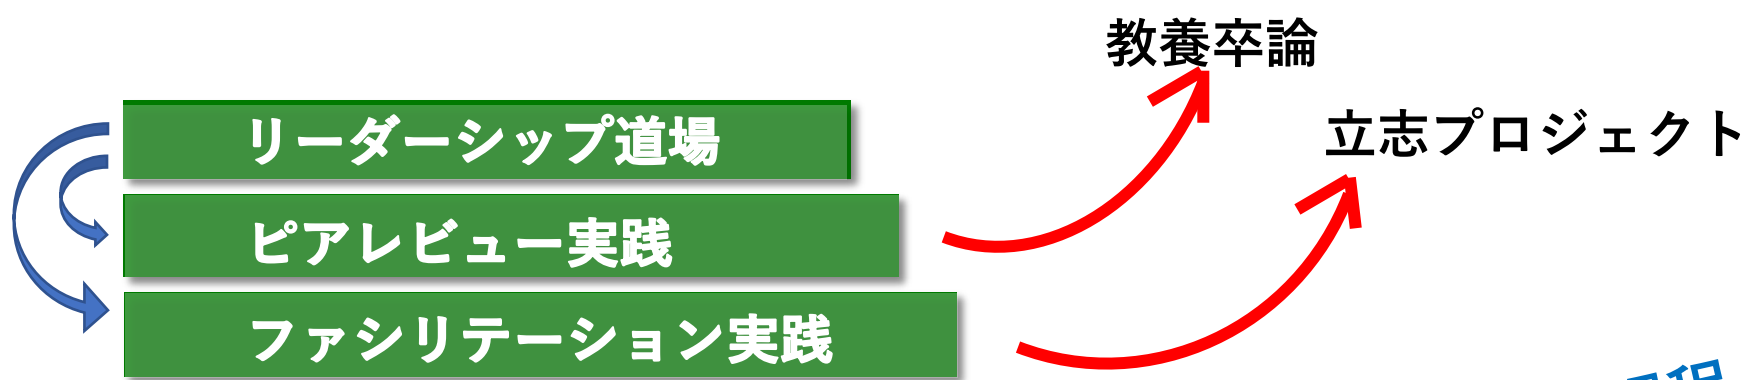 教養卒論
リーダーシップ道場
立志プロジェクト
ピアレビュー実践
ファシリテーション実践